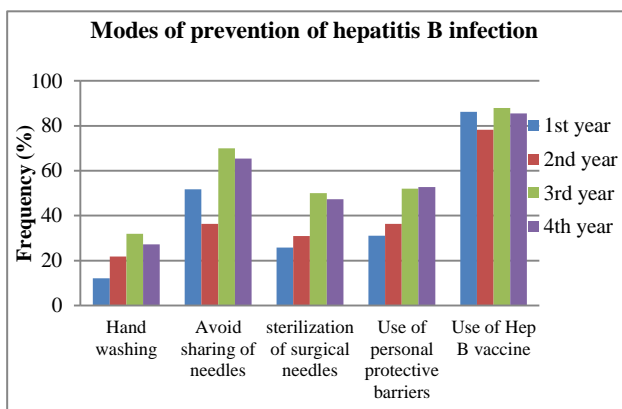 Modes of prevention of hepatitis B infection
Frequency (%)
100
80
60
40
20
0
Hand
washing
Avoid
sharing of
needles
sterilization
of surgical
needles
Use of
personal
protective
barriers
Use of Hep
B vaccine
1st year
2nd year
3rd year
4th year